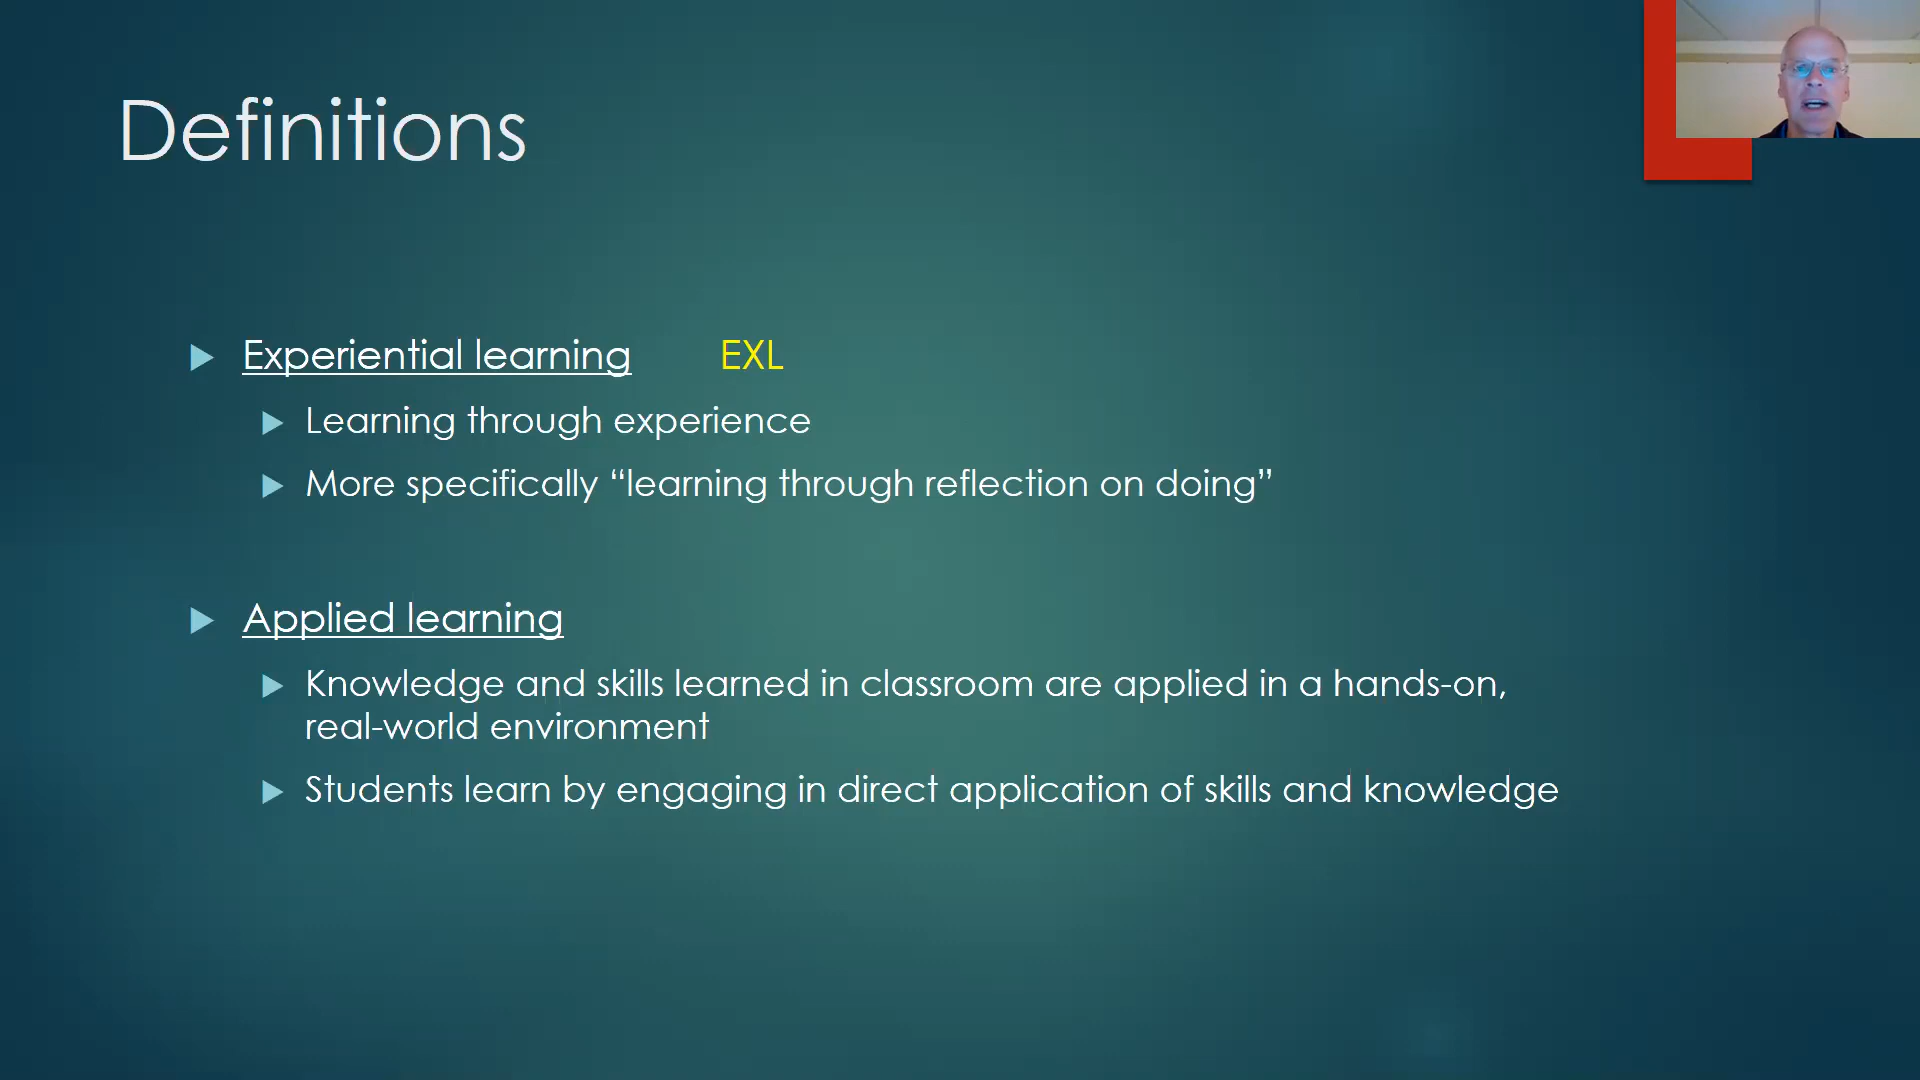 Definitions
Experiential learning EXL
Learning through experience
More specifically “learning through reflection on doing”
Applied learning
Knowledge and skills learned in classroom are applied in a hands-on,
real-world environment
Students learn by engaging in direct application of skills and knowledge